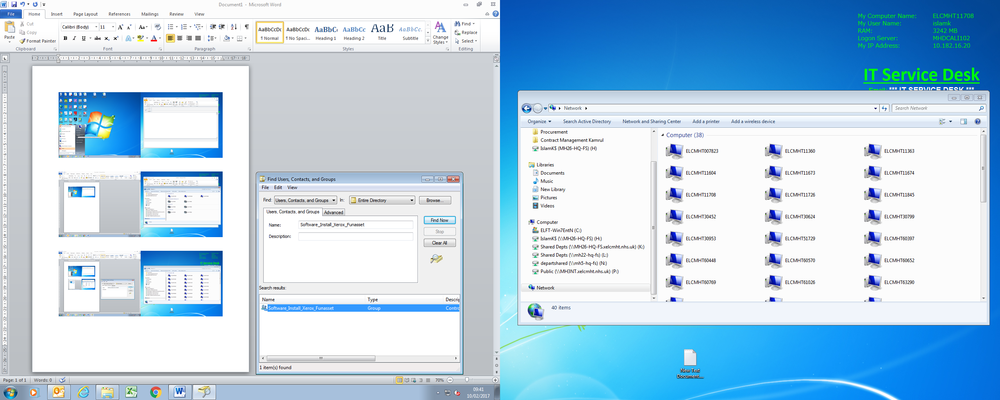 Document1 - Microsoft Word
File Home Insert Page Layout References Mailings Review View
Paste
Cut
Copy
Format Painter
Clipboard
Calibri (Body) 11
Font
Paragraph
AaBbCcDc AaBbCcDc AaBbC AaBbCc AaB AaBbCc.
¶ Normal ¶ No Spaci... Heading 1 Heading 2 Title Subtitle
Styles
Change Styles
Find
Replace
Select
Editing
Find Users, Contacts, and Groups
File Edit View
Find: Users, Contacts, and Groups In: Entire Directory Browse...
Users, Contacts, and Groups Advanced
Name: Software_Install_Xerox_Funasset
Description:
Find Now
Stop
Clear All
Search results:
Name Type Descrip
Software_Install_Xerox_Funasset Group Contro
1 item(s) found
Page: 1 of 1 Words: 0
70%
09:41
10/02/2017
My Computer Name: ELCMHT11708
My User Name: islamk
RAM: 3242 MB
Logon Server: MHDCALI102
My IP Address: 10.182.16.20
IT Service Desk
Email: *** IT SERVICE DESK ***
Network
Search Network
Organize Search Active Directory Network and Sharing Center Add a printer Add a wireless device
Procurement
Contract Management Kamrul
IslamK$ (MH26-HQ-FS) (H)
Libraries
Documents
Music
New Library
Pictures
Videos
Computer
ELFT-Win7EntN (C:)
IslamK$ (\\MH26-HQ-FS) (H:)
Shared Depts (\\MH26-HQ-FS.xelcmht.nhs.uk) (K:)
Shared Depts (\\mh22-hq-fs) (L:)
departshared (\\mh5-hq-fs) (N:)
Public (\\MH3NT.xelcmht.nhs.uk) (P:)
Network
Computer (38)
ELCMHT007823 ELCMHT11360 ELCMHT11363
ELCMHT11604 ELCMHT11673 ELCMHT11674
ELCMHT11708 ELCMHT11726 ELCMHT11845
ELCMHT30452 ELCMHT30624 ELCMHT30799
ELCMHT30953 ELCMHT51729 ELCMHT60397
ELCMHT60448 ELCMHT60570 ELCMHT60652
ELCMHT60769 ELCMHT61026 ELCMHT63290
40 items
New Text
Document....